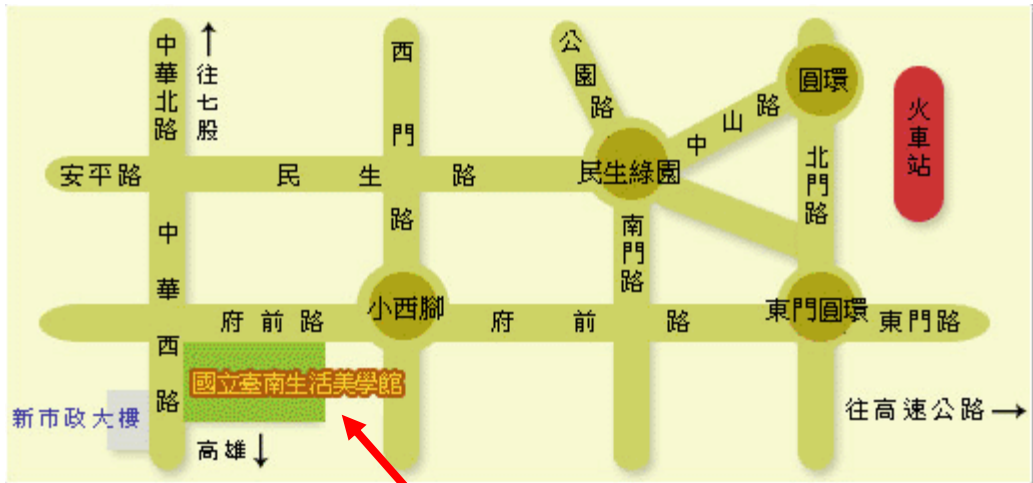 中華北路
↑往七股
西門路
公園路
中山路
圓環
火車站
安平路
民生路
民生綠園
北門路
中華西路
南門路
府前路
小西腳
府前路
東門圓環
東門路
國立臺南生活美學館
新市政大樓
高雄↓
往高速公路→